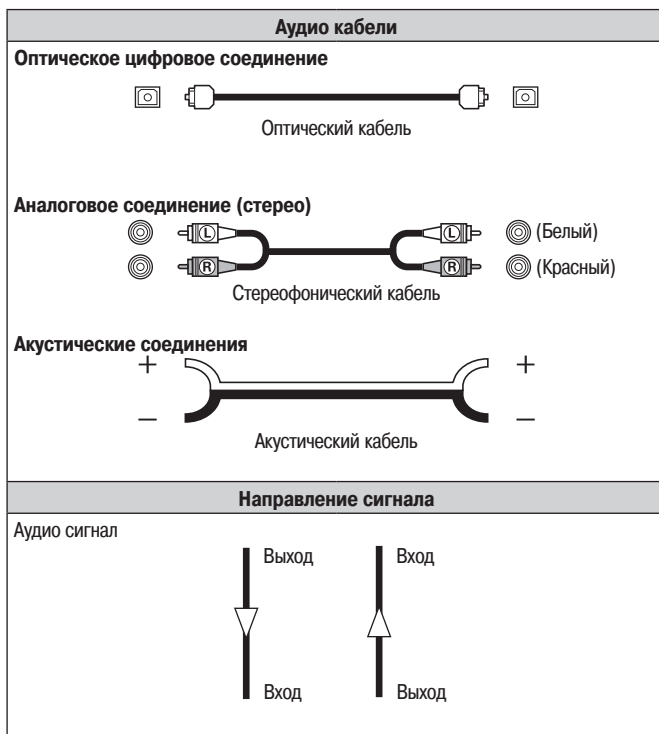 Аудио кабели
Оптическое цифровое соединение
Оптический кабель
Аналоговое соединение (стерео)
L L (Белый)
R R (Красный)
Стереофонический кабель
Акустические соединения
+ +
– –
Акустический кабель
Направление сигнала
Аудио сигнал
Выход Вход
Вход Выход